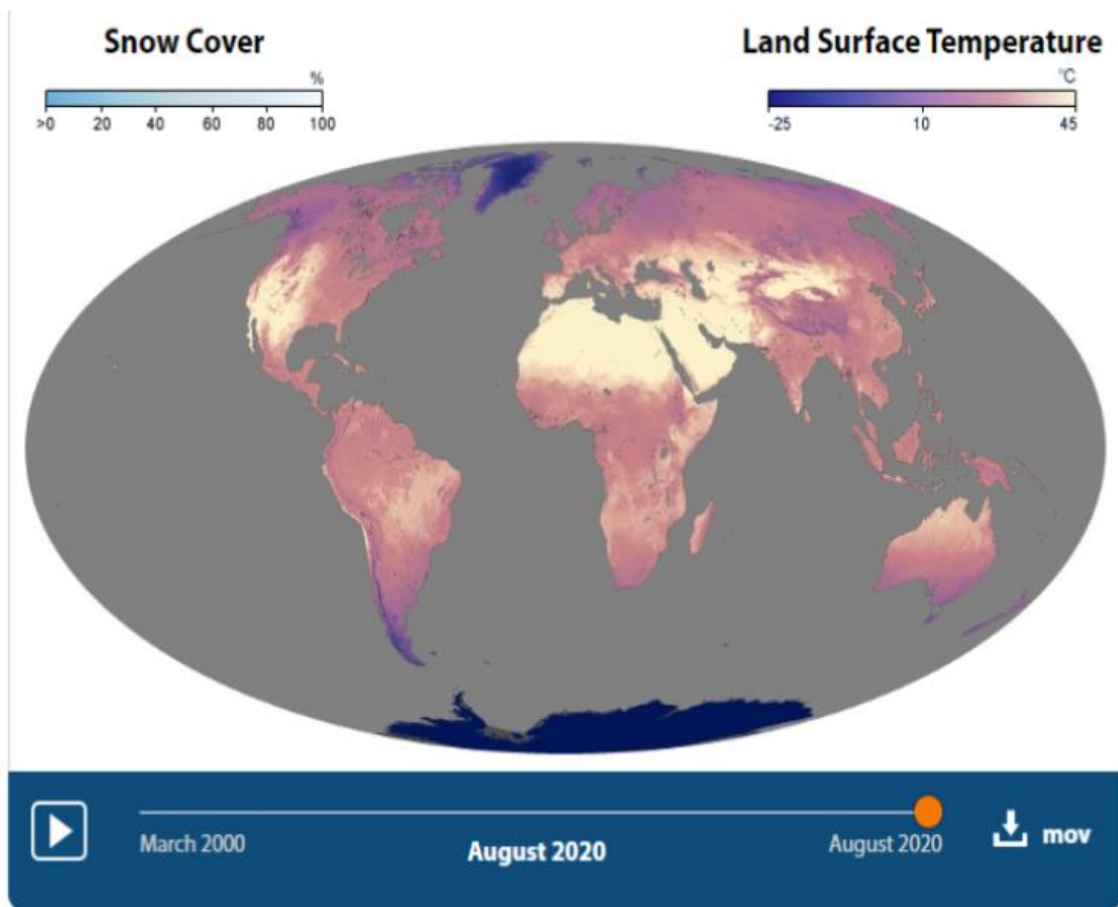 Snow Cover
%
>0 20 40 60 80 100
Land Surface Temperature
°C
-25 10 45
March 2000
August 2020
August 2020
mov